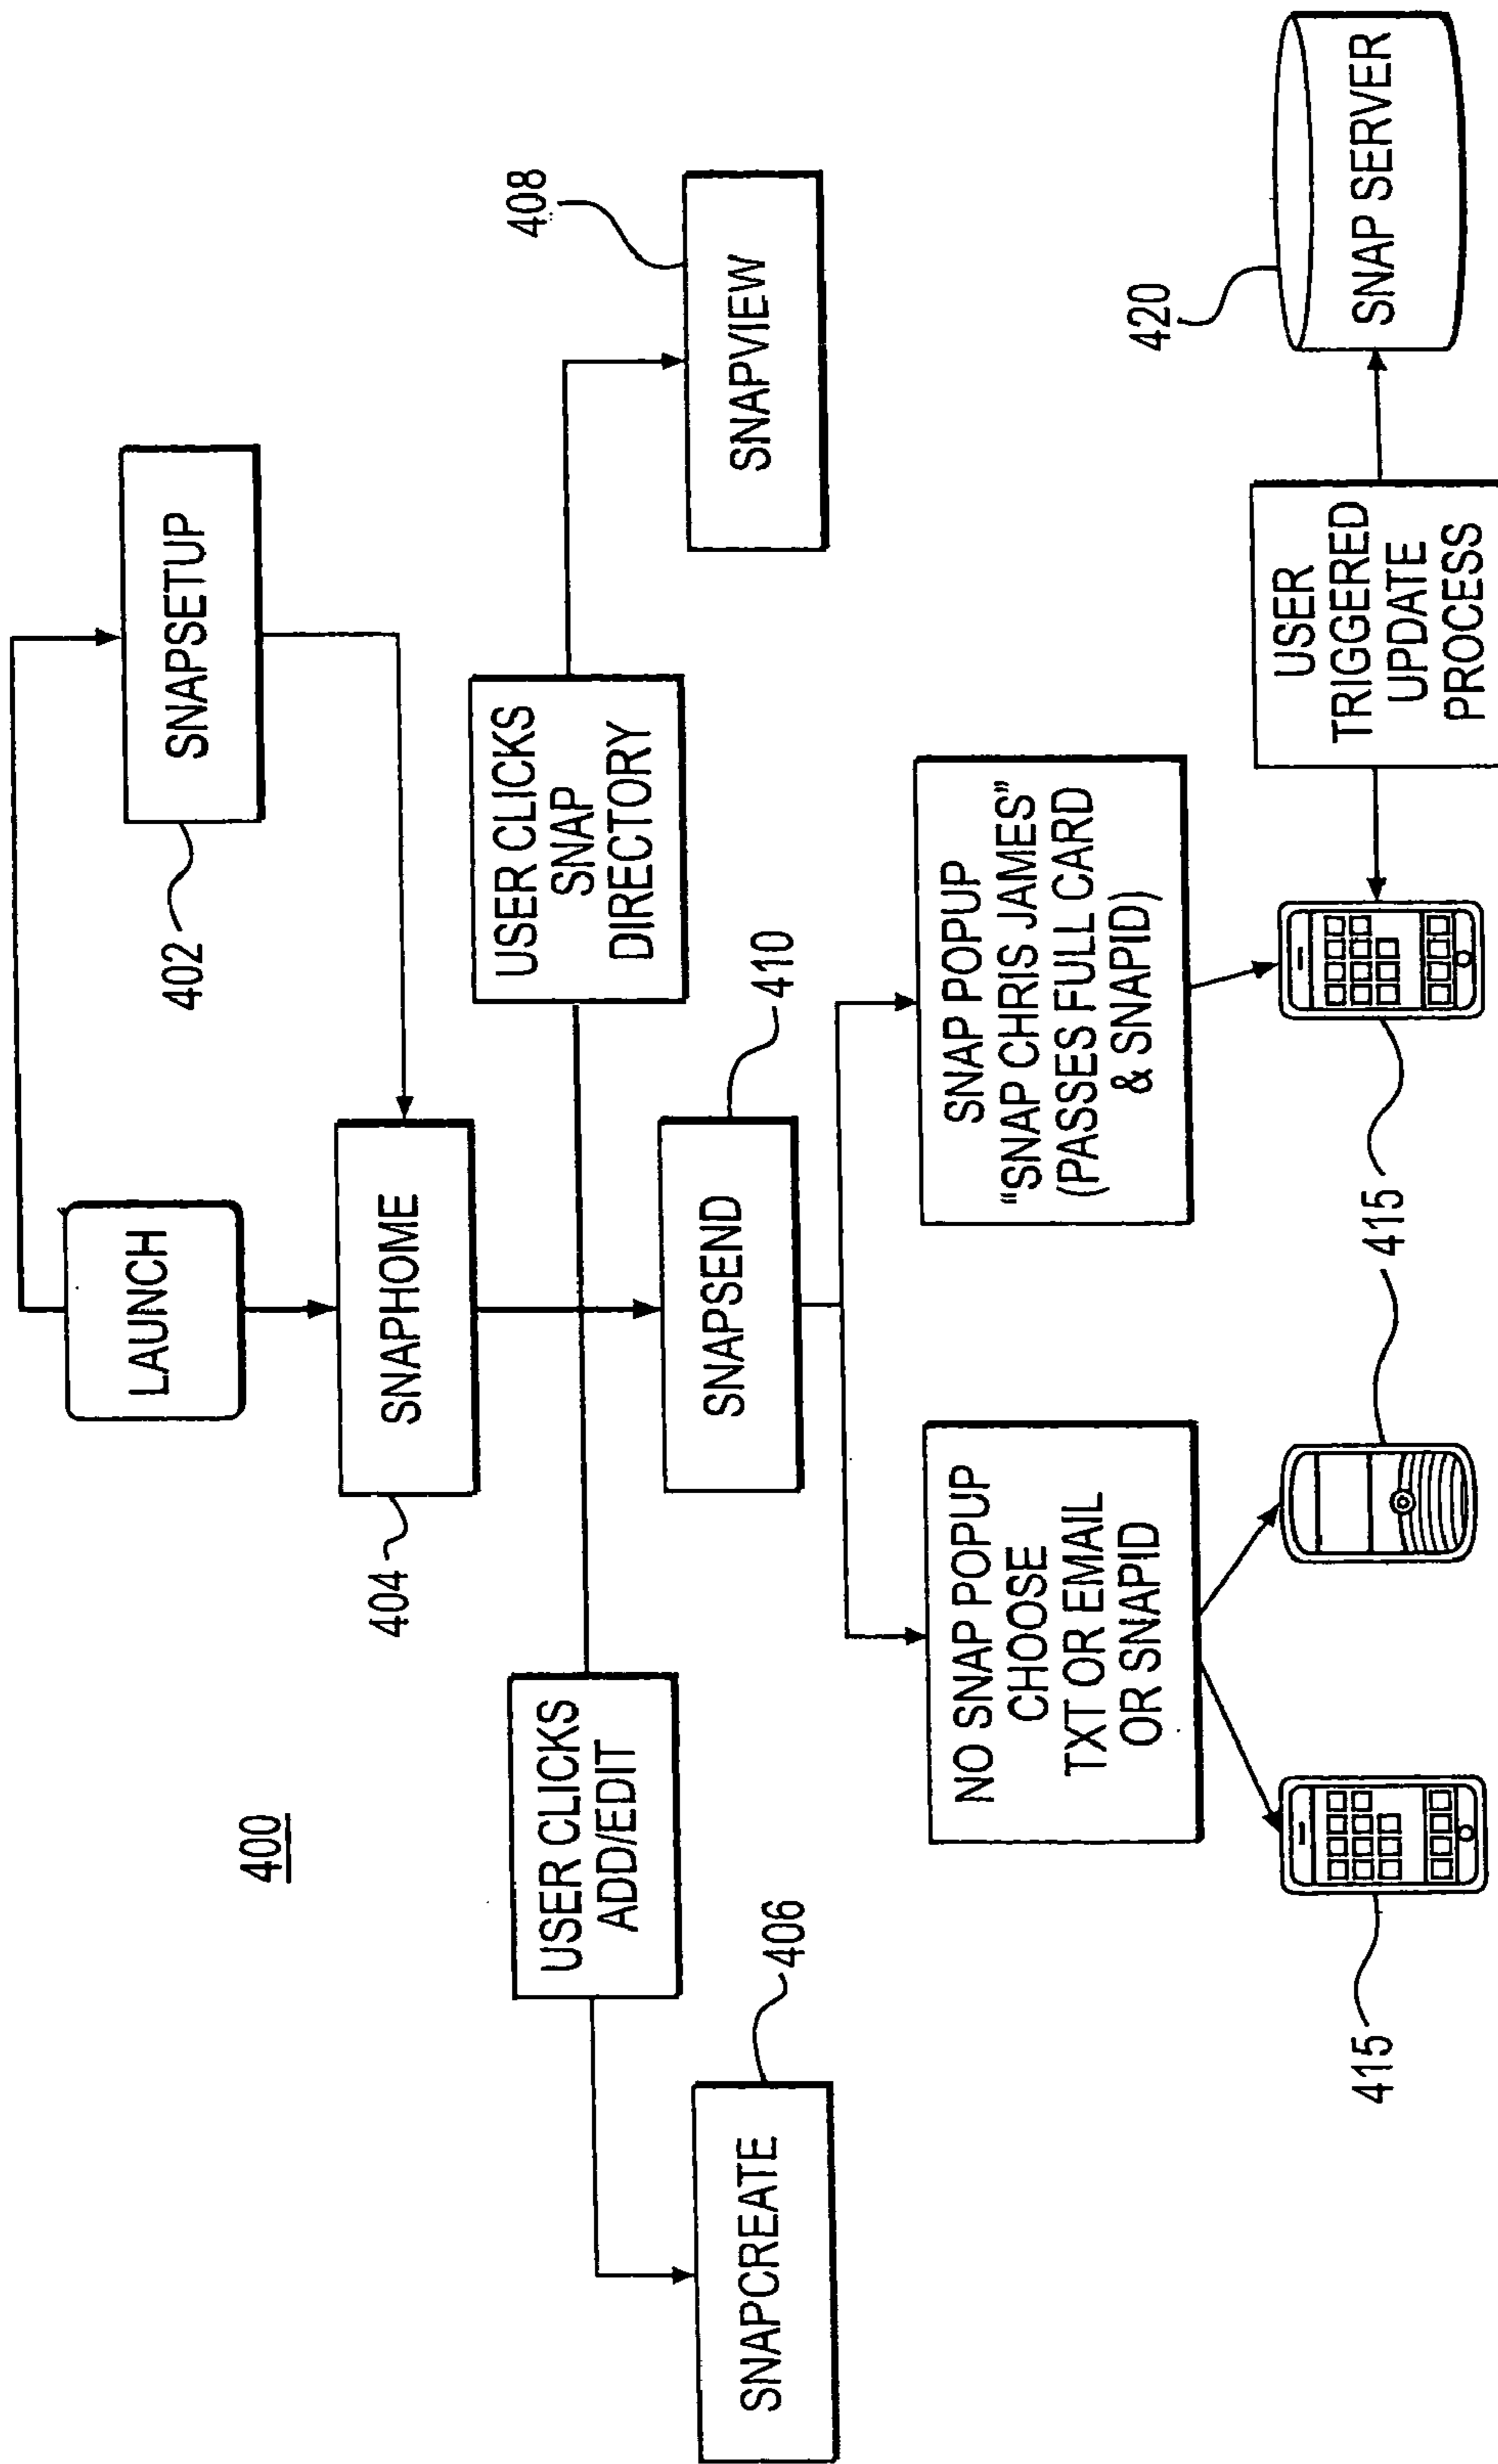 400
LAUNCH
SNAPSETUP
402
SNAPHOME
404
USER CLICKS
ADD/EDIT
USER CLICKS
SNAP
DIRECTORY
SNAPCREATE
406
SNAPSEND
410
SNAPVIEW
408
NO SNAP POPUP
CHOOSE
TXT OR EMAIL
OR SNAPID
SNAP POPUP
“SNAP CHRIS JAMES”
(PASSES FULL CARD
& SNAPID)
415
415
USER
TRIGGERED
UPDATE
PROCESS
420
SNAP SERVER